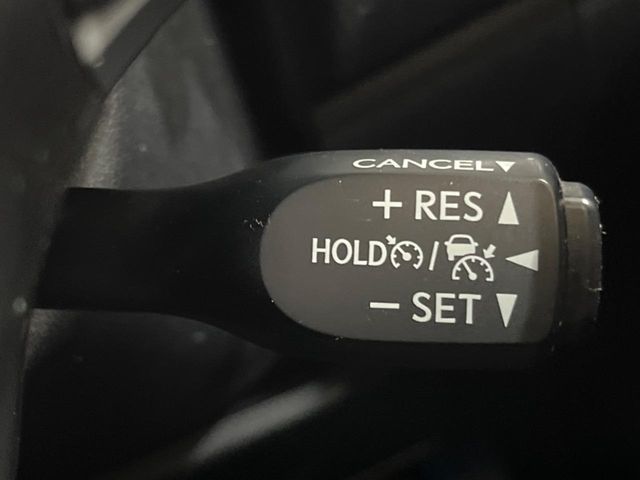 CANCEL▼
+ RES ▲
HOLD / ◀
− SET ▼